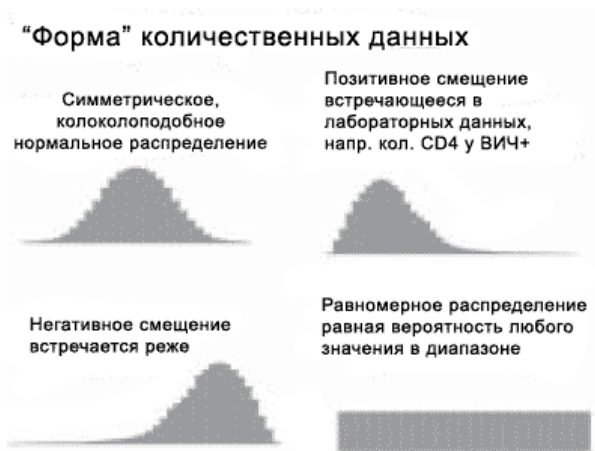 “Форма” количественных данных
Симметрическое,
колоколоподобное
нормальное распределение
Позитивное смещение
встречающееся в
лабораторных данных,
напр. кол. CD4 у ВИЧ+
Негативное смещение
встречается реже
Равномерное распределение
равная вероятность любого
значения в диапазоне